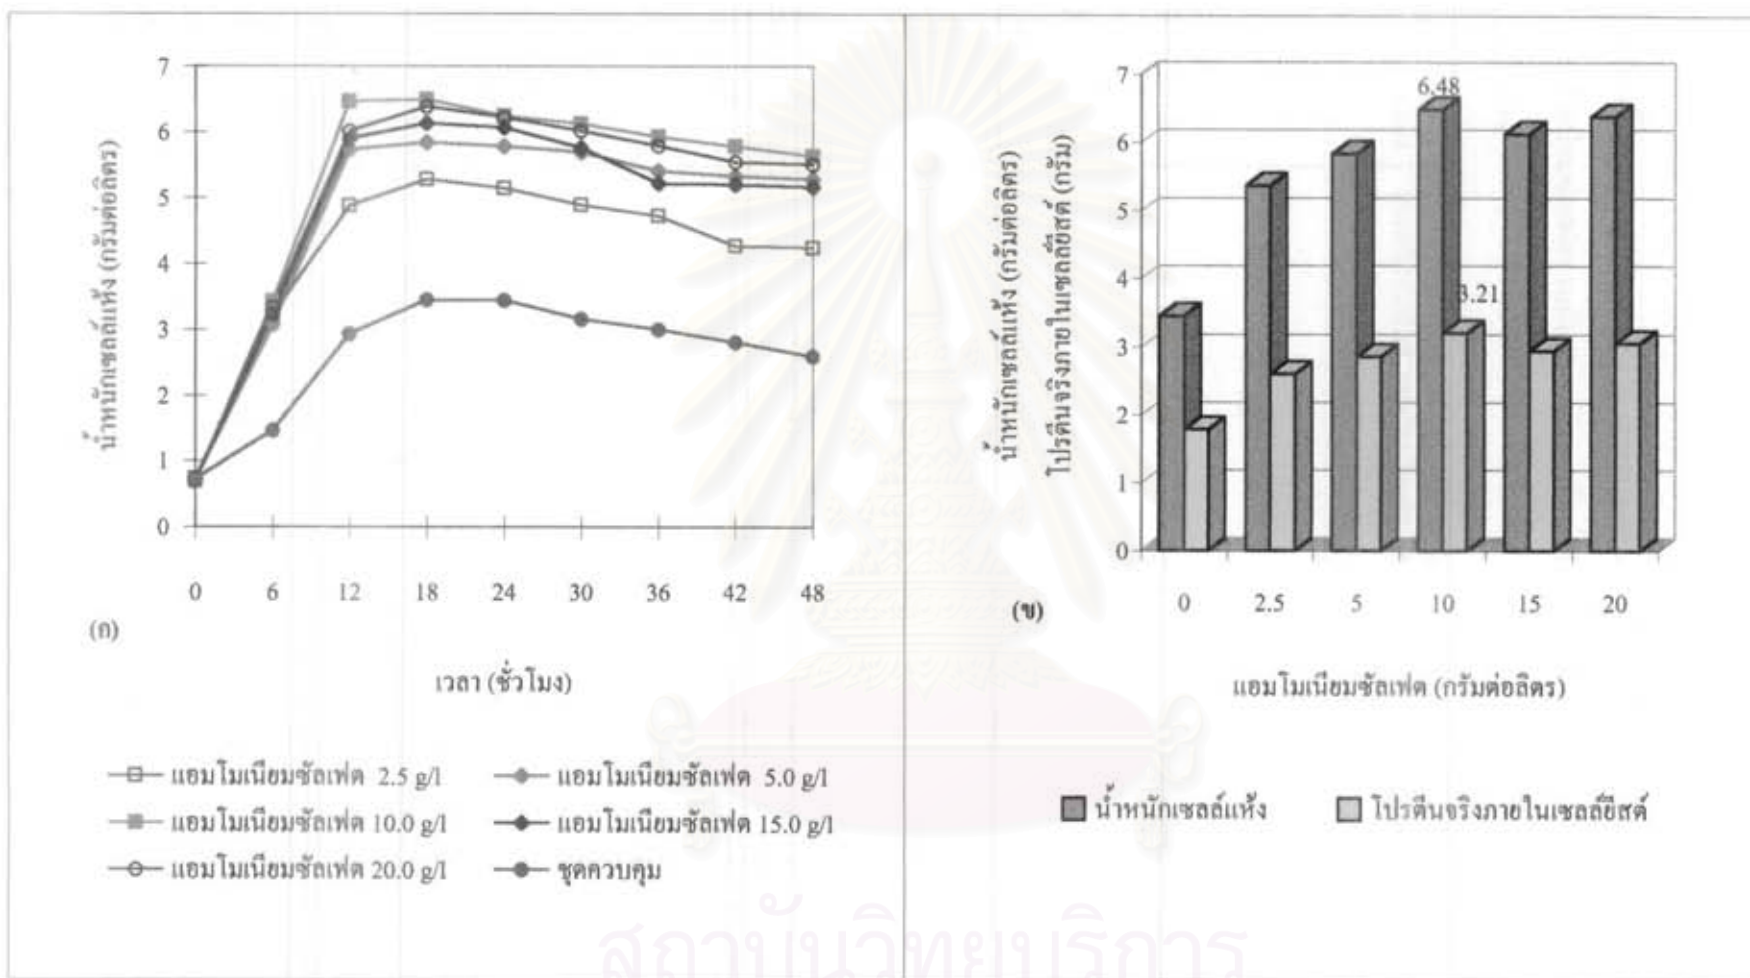 7
6
5
4
3
2
1
0
น้ำหนักเซลล์แห้ง (กรัมต่อลิตร)
0 6 12 18 24 30 36 42 48
(ก)
เวลา (ชั่วโมง)
แอมโมเนียมซัลเฟต 2.5 g/l
แอมโมเนียมซัลเฟต 5.0 g/l
แอมโมเนียมซัลเฟต 10.0 g/l
แอมโมเนียมซัลเฟต 15.0 g/l
แอมโมเนียมซัลเฟต 20.0 g/l
ชุดควบคุม
น้ำหนักเซลล์แห้ง (กรัมต่อลิตร)
โปรตีนจริงภายในเซลล์ยีสต์ (กรัม)
7
6
5
4
3
2
1
0
6.48
3.21
0 2.5 5 10 15 20
(ข)
แอมโมเนียมซัลเฟต (กรัมต่อลิตร)
น้ำหนักเซลล์แห้ง
โปรตีนจริงภายในเซลล์ยีสต์
สถาบันวิทยบริการ